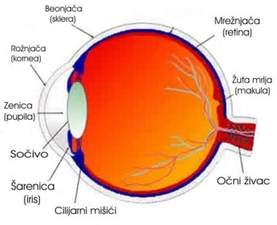 Beonjača
(sklera)
Mrežnjača
(retina)
Rožnjača
(kornea)
Žuta mrlja
(makula)
Zenica
(pupila)
Sočivo
Očni živac
Šarenica
(iris)
Cilijarni mišići